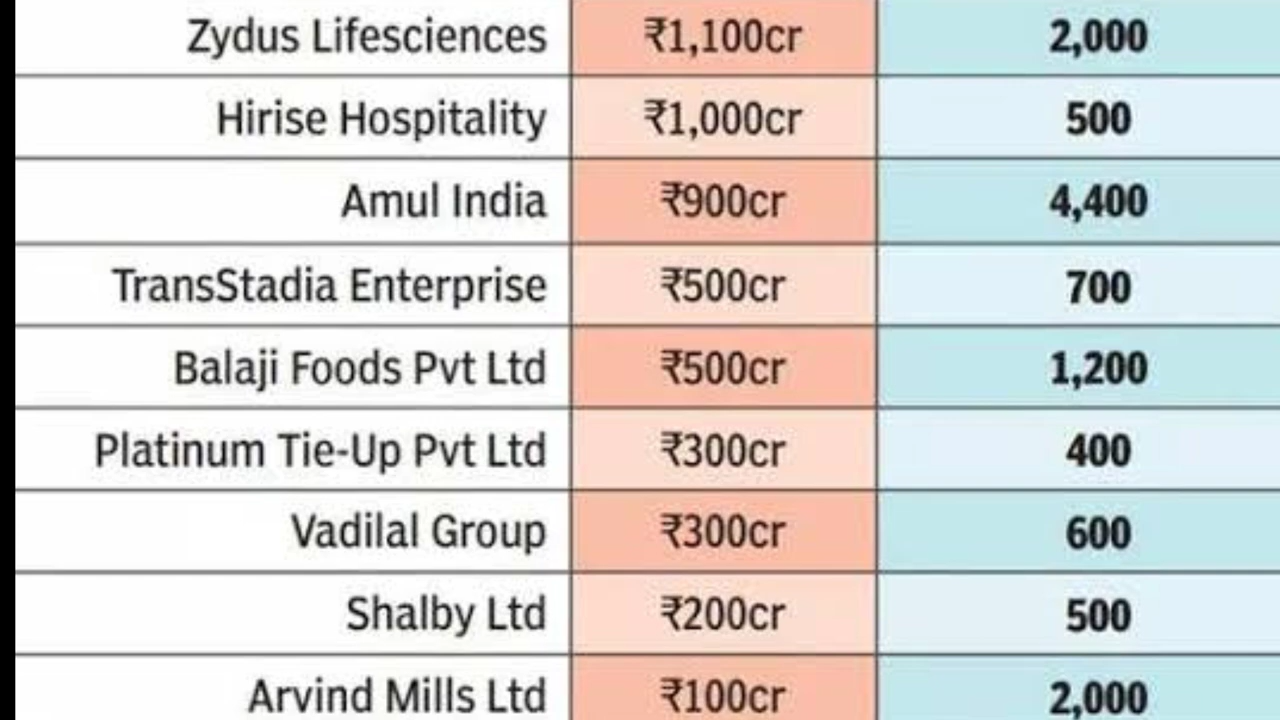 Zydus Lifesciences ₹1,100cr 2,000
Hirise Hospitality ₹1,000cr 500
Amul India ₹900cr 4,400
TransStadia Enterprise ₹500cr 700
Balaji Foods Pvt Ltd ₹500cr 1,200
Platinum Tie-Up Pvt Ltd ₹300cr 400
Vadilal Group ₹300cr 600
Shalby Ltd ₹200cr 500
Arvind Mills Ltd ₹100cr 2,000